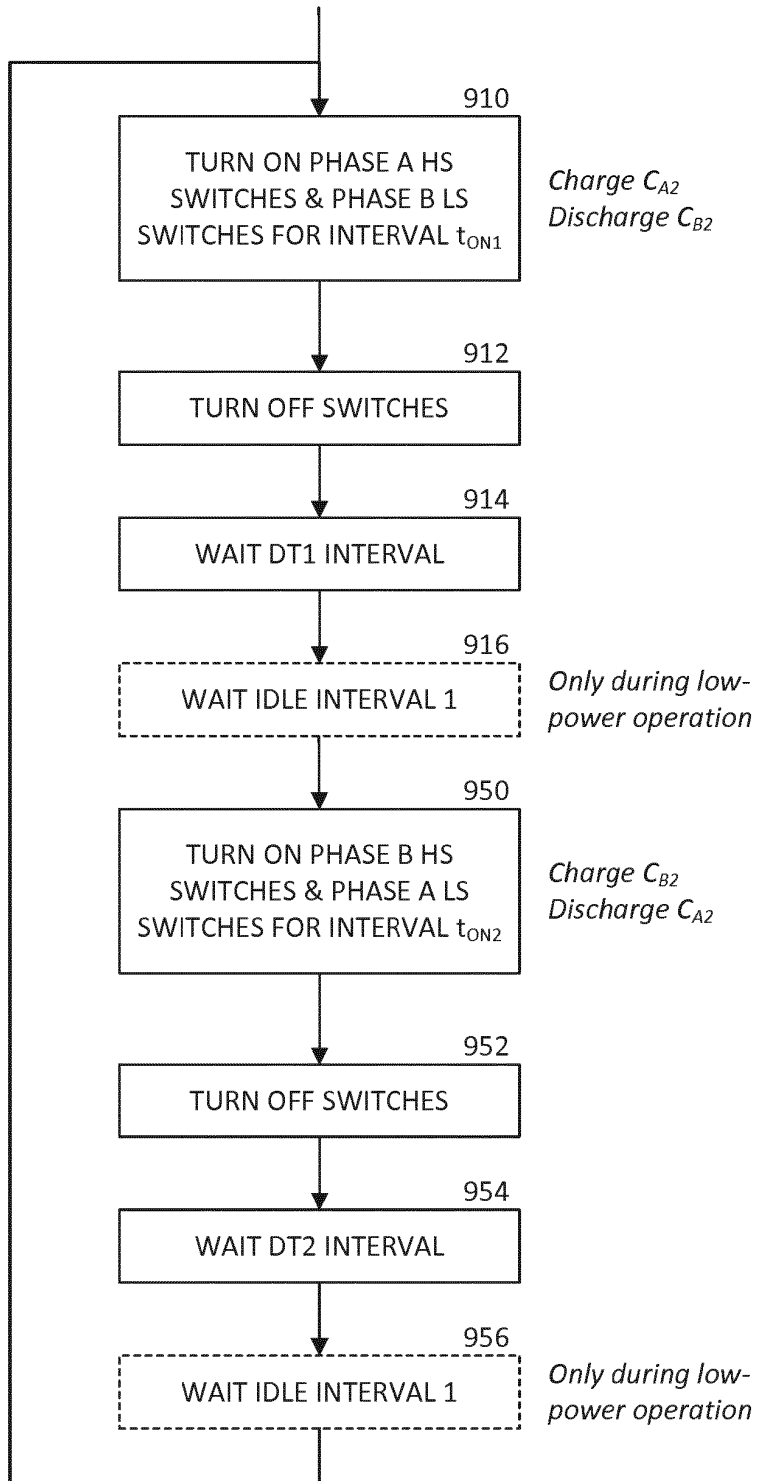 910
TURN ON PHASE A HS
SWITCHES & PHASE B LS
SWITCHES FOR INTERVAL tON1
Charge CA2
Discharge CB2
912
TURN OFF SWITCHES
914
WAIT DT1 INTERVAL
916
WAIT IDLE INTERVAL 1
Only during low-
power operation
950
TURN ON PHASE B HS
SWITCHES & PHASE A LS
SWITCHES FOR INTERVAL tON2
Charge CB2
Discharge CA2
952
TURN OFF SWITCHES
954
WAIT DT2 INTERVAL
956
WAIT IDLE INTERVAL 1
Only during low-
power operation